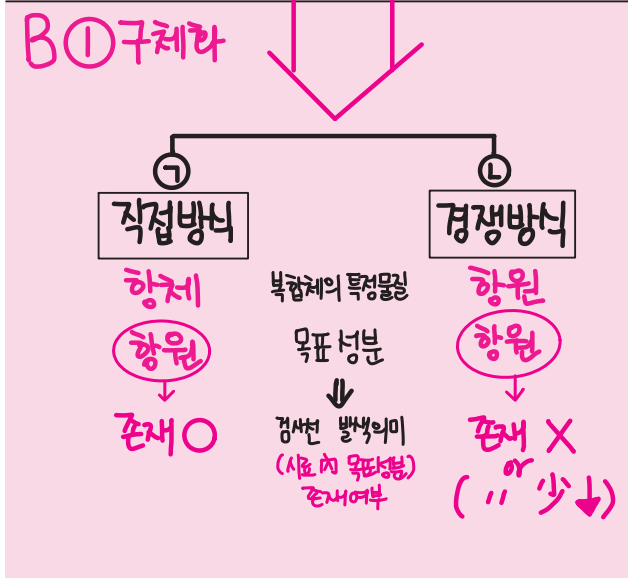 B ① 구체화
㉠ ㉡
직접방식 경쟁방식
항체 복합체의 특정물질 항원
항원 목표 성분 항원
존재 ○ 검사선 발색의미 존재 X
(시료 內 목표성분) or
존재여부 ( 〃 少↓)